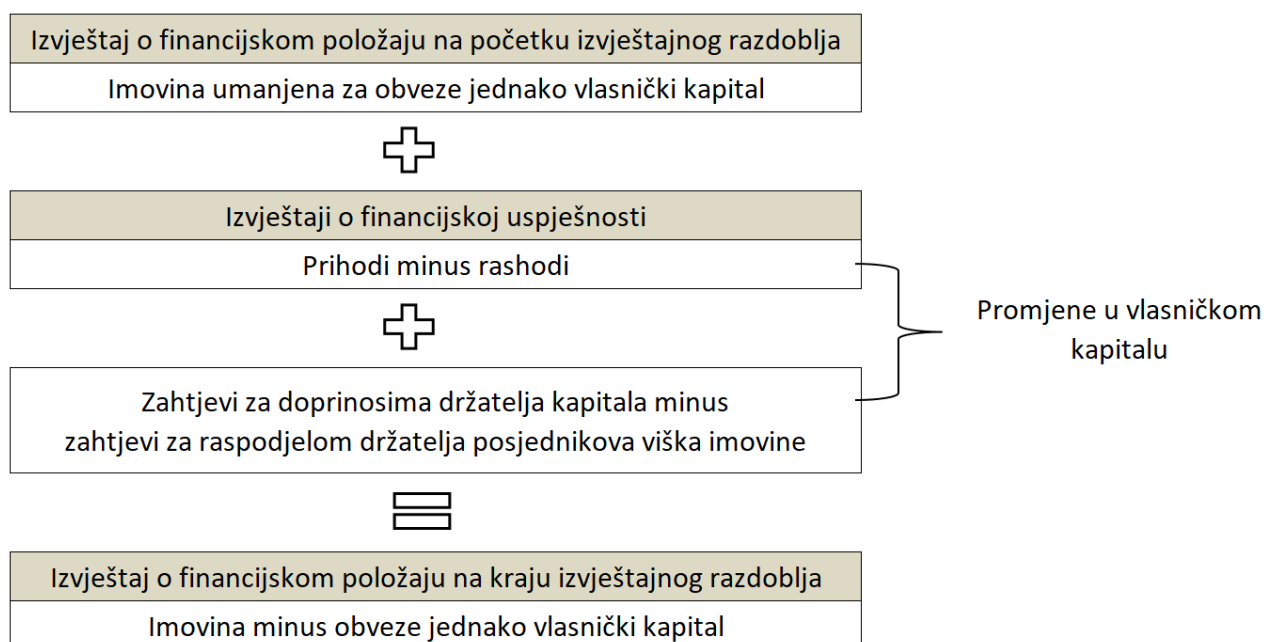 Izvještaj o financijskom položaju na početku izvještajnog razdoblja
Imovina umanjena za obveze jednako vlasnički kapital
Izvještaji o financijskoj uspješnosti
Prihodi minus rashodi
Promjene u vlasničkom
kapitalu
Zahtjevi za doprinosima držatelja kapitala minus
zahtjevi za raspodjelom držatelja posjednikova viška imovine
Izvještaj o financijskom položaju na kraju izvještajnog razdoblja
Imovina minus obveze jednako vlasnički kapital